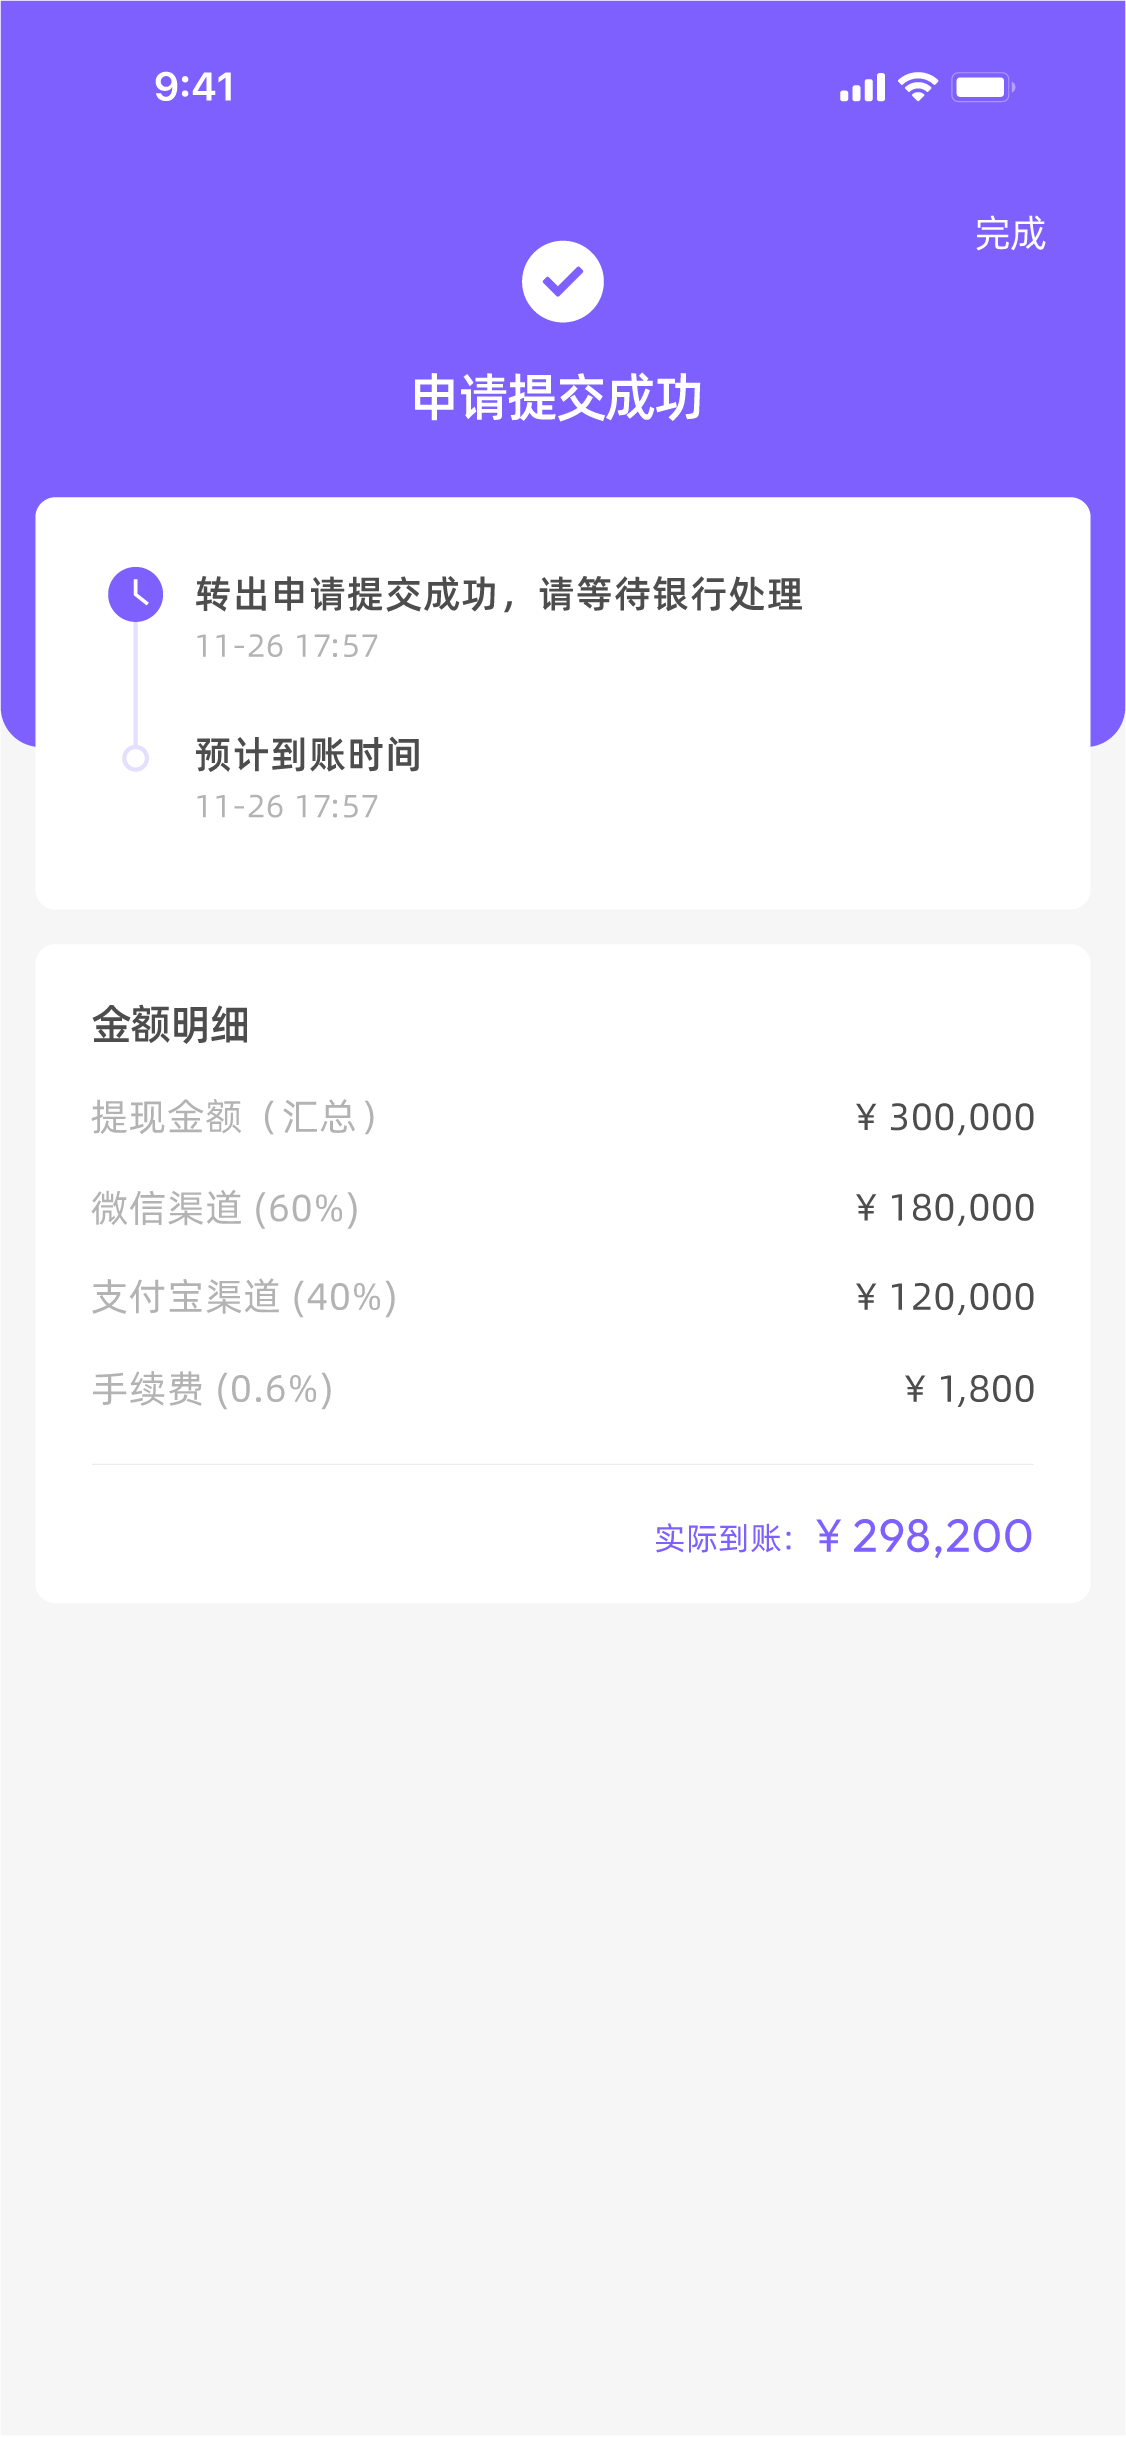 9:41
完成
申请提交成功
转出申请提交成功，请等待银行处理
11-26 17:57
预计到账时间
11-26 17:57
金额明细
提现金额（汇总） ¥ 300,000
微信渠道 (60%) ¥ 180,000
支付宝渠道 (40%) ¥ 120,000
手续费 (0.6%) ¥ 1,800
实际到账：¥ 298,200